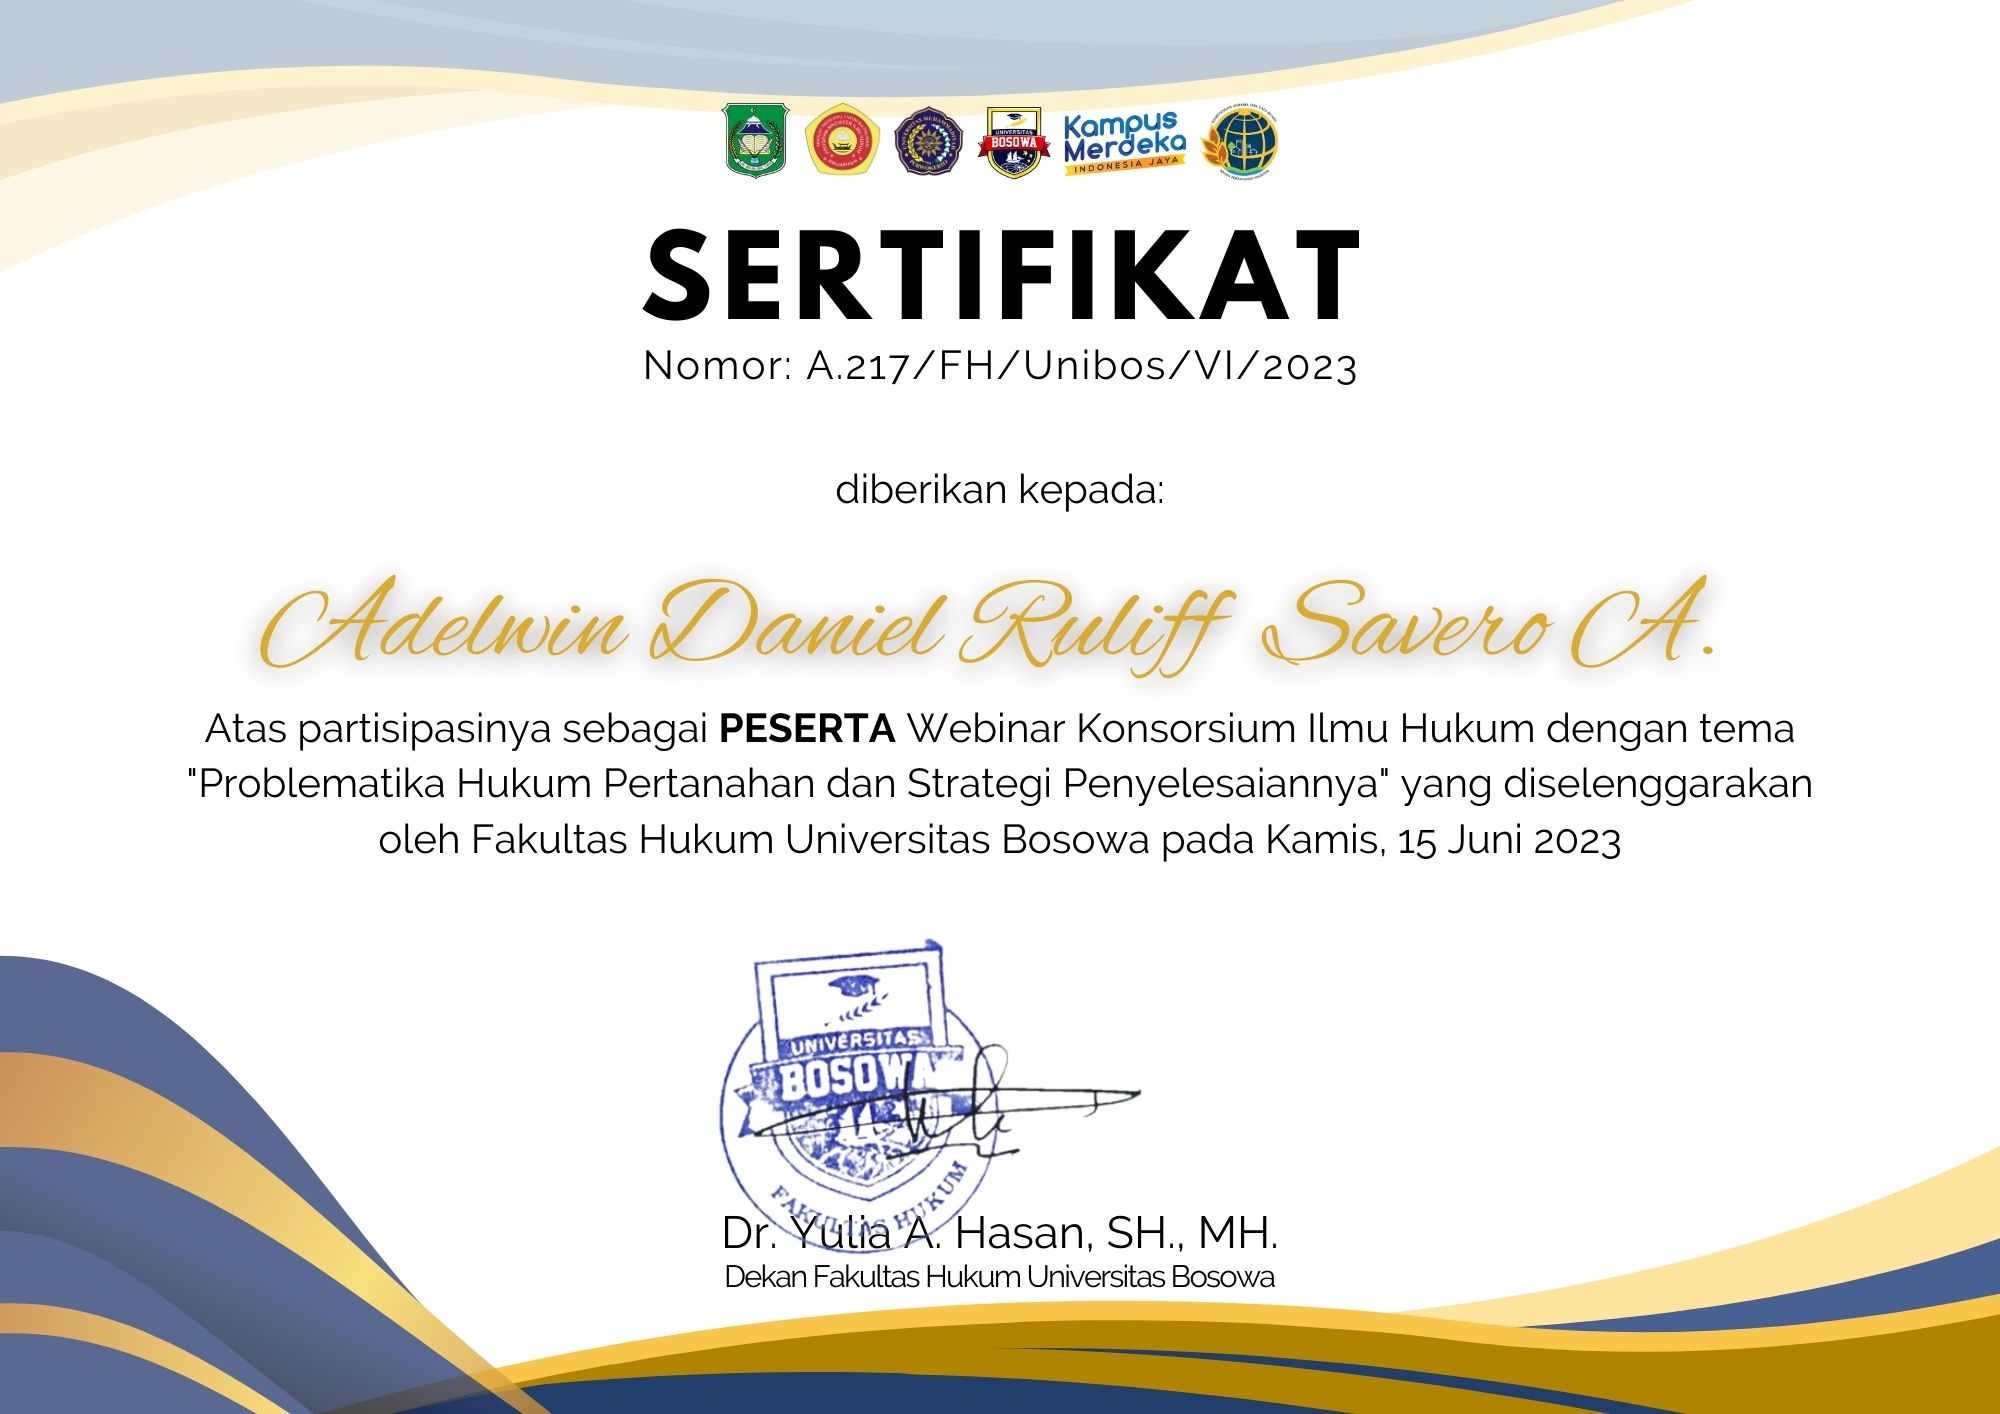 UNIVERSITAS MUHAMMADIYAH
PURWOKERTO
UNIVERSITAS
BOSOWA
Kampus
Merdeka
INDONESIA JAYA
SERTIFIKAT
Nomor: A.217/FH/Unibos/VI/2023
diberikan kepada:
Adelwin Daniel Ruliff Savero A.
Atas partisipasinya sebagai PESERTA Webinar Konsorsium Ilmu Hukum dengan tema
"Problematika Hukum Pertanahan dan Strategi Penyelesaiannya" yang diselenggarakan
oleh Fakultas Hukum Universitas Bosowa pada Kamis, 15 Juni 2023
UNIVERSITAS
BOSOWA
FAKULTAS HUKUM
Dr. Yulia A. Hasan, SH., MH.
Dekan Fakultas Hukum Universitas Bosowa